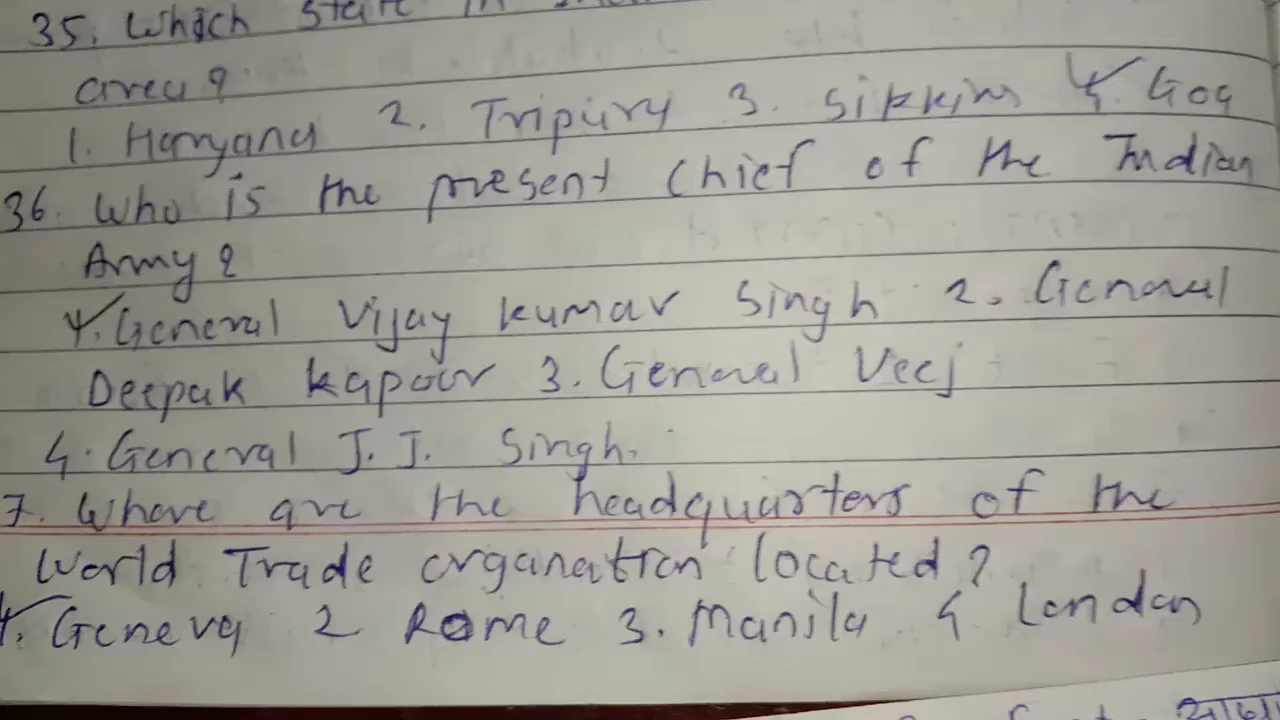 35. Which state in
area?
1. Haryana 2. Tripura 3. Sikkim 4. Goa
36. Who is the present chief of the Indian
Army?
1. General Vijay kumar Singh 2. General
Deepak kapoor 3. General Veej
4. General J. J. Singh.
7. Where are the headquarters of the
World Trade organation located?
1. Geneva 2 Rome 3. Manila 4 London